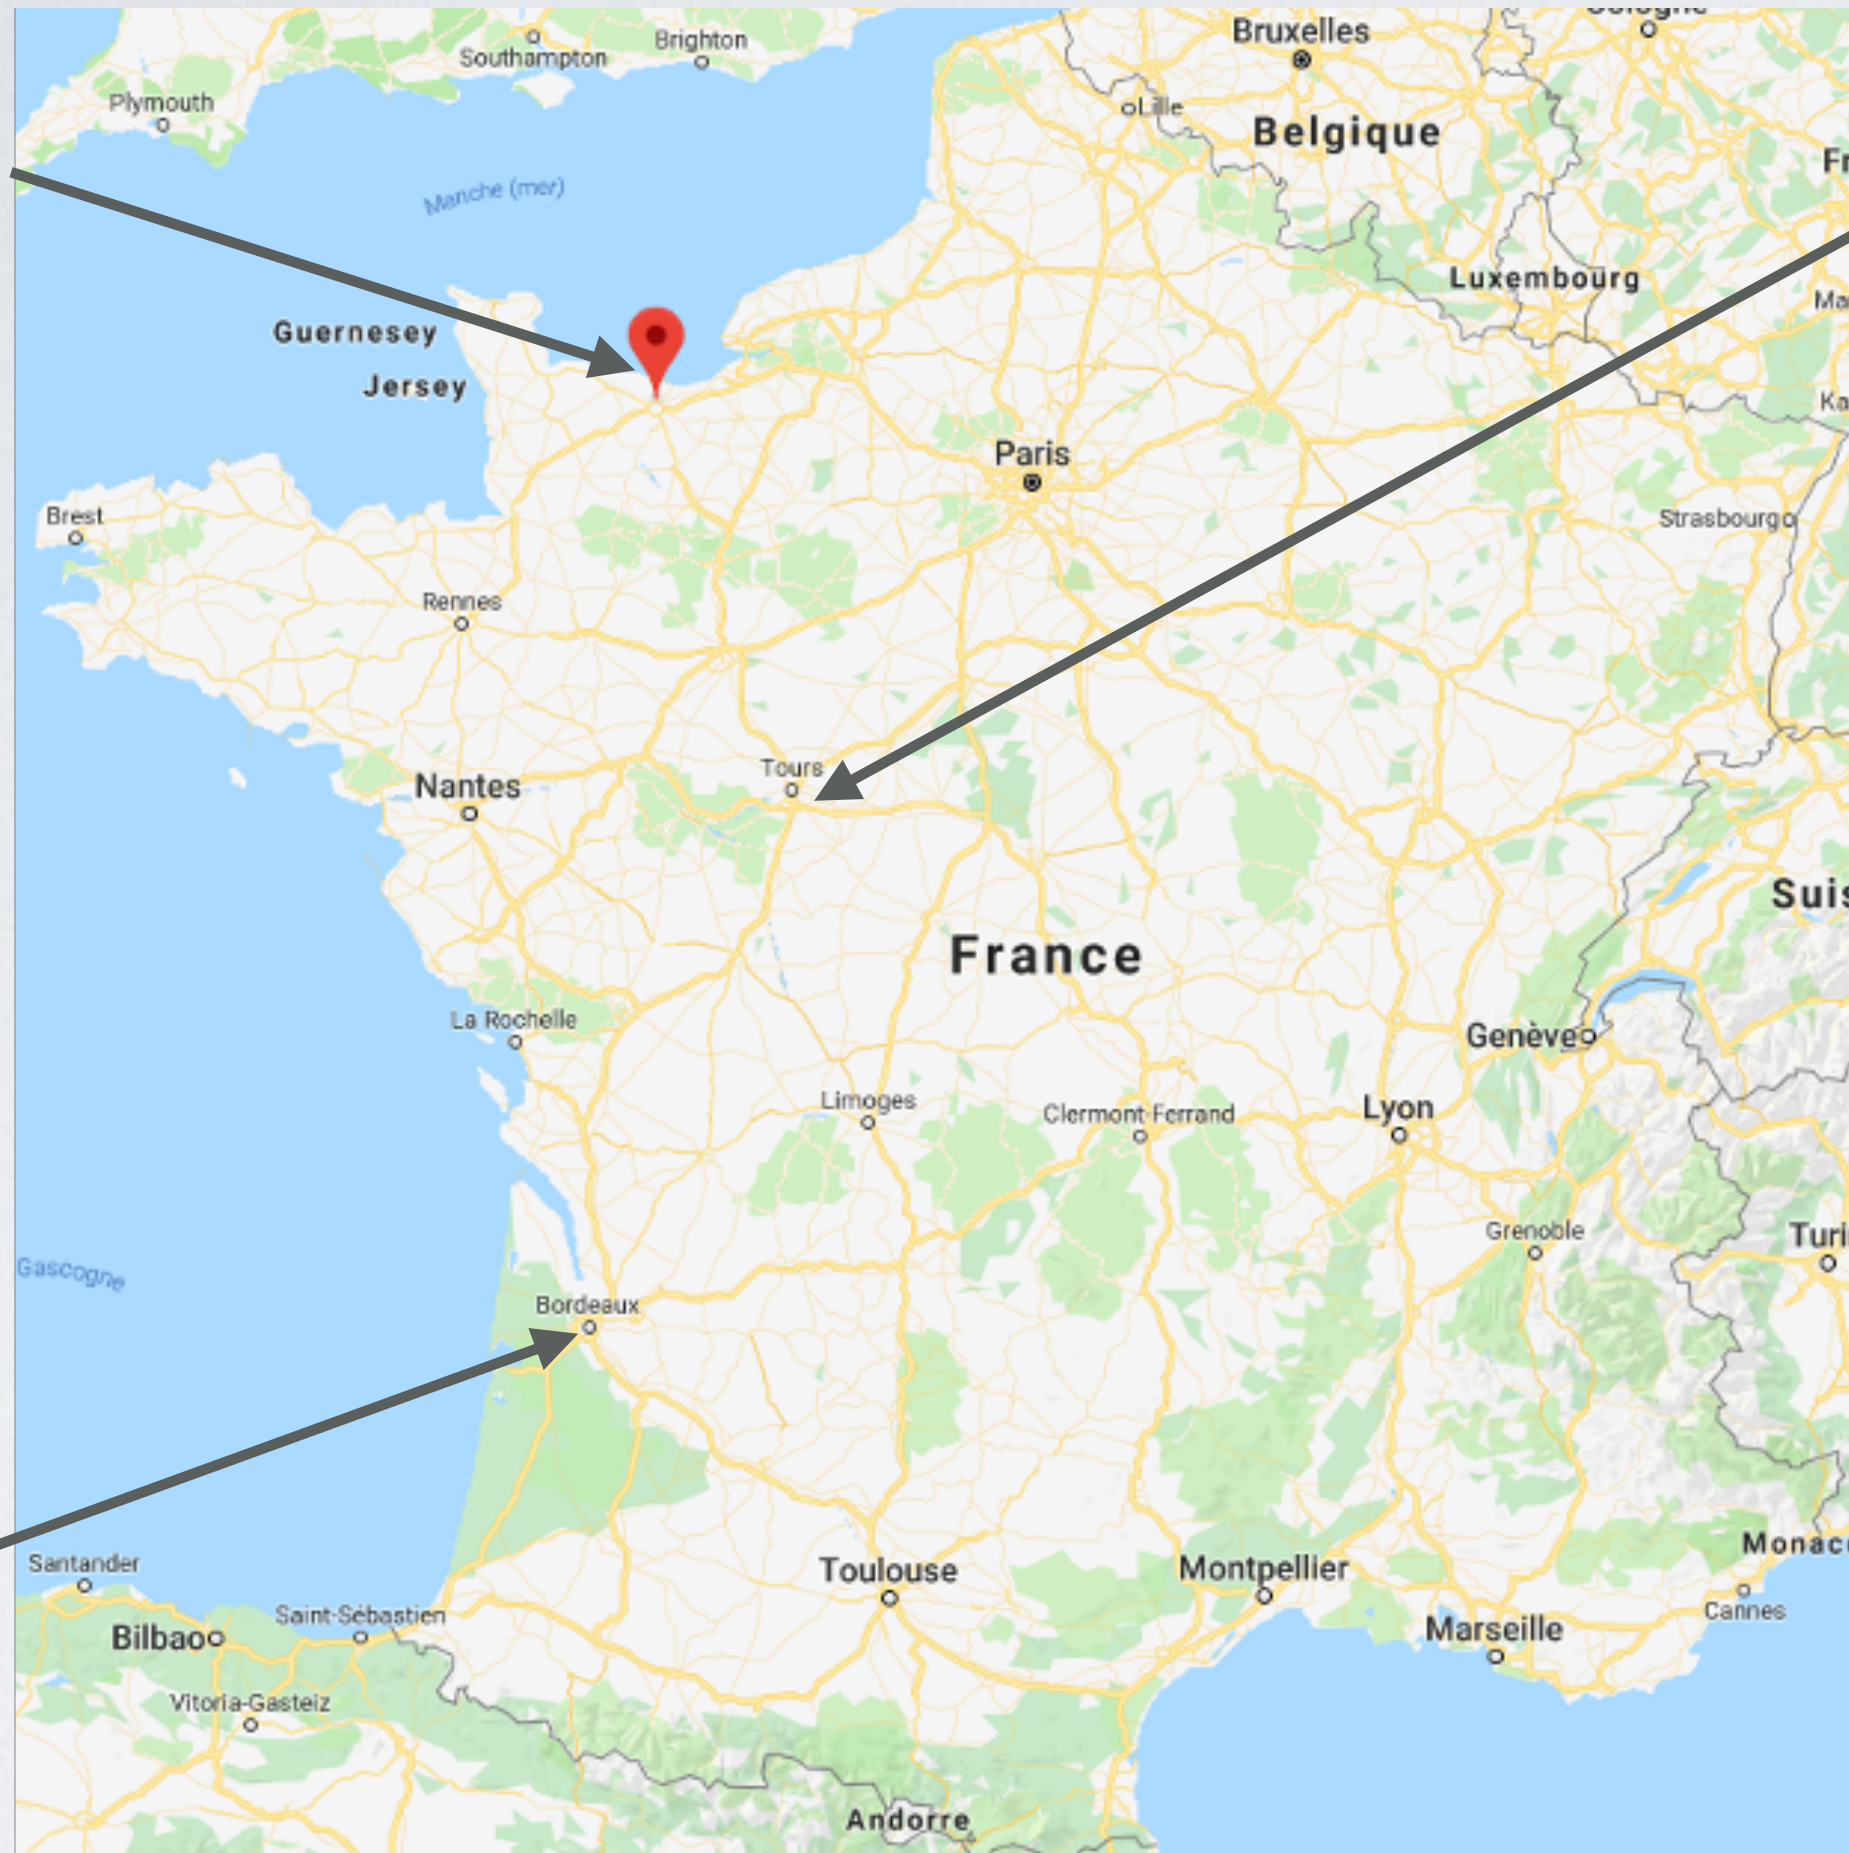 Bruxelles
Brighton
Southampton
Plymouth
Lille
Belgique
Manche (mer)
Luxembourg
Guernesey
Jersey
Paris
Strasbourg
Brest
Rennes
Tours
Nantes
France
La Rochelle
Genève
Limoges
Clermont-Ferrand
Lyon
Grenoble
Gascogne
Bordeaux
Santander
Toulouse
Montpellier
Saint-Sébastien
Bilbao
Cannes
Marseille
Vitoria-Gasteiz
Andorre